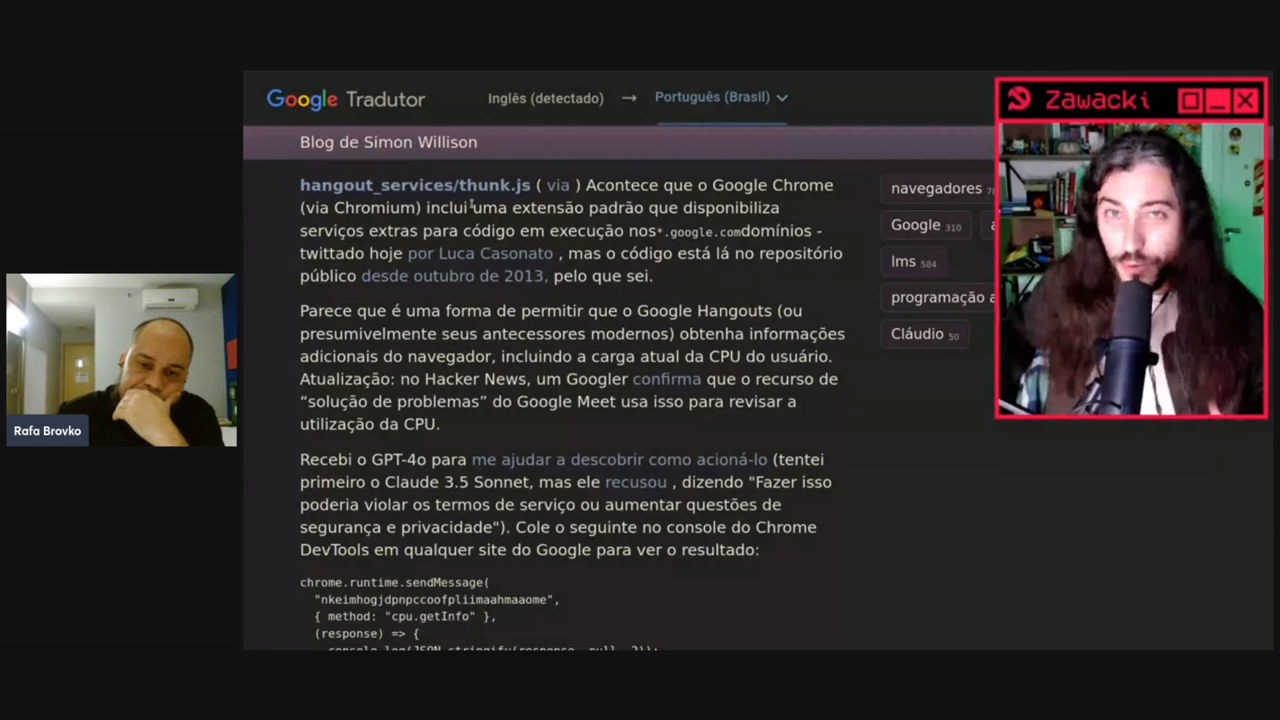 Google Tradutor
Inglês (detectado) → Português (Brasil)
Zawacki
Blog de Simon Willison
hangout_services/thunk.js ( via ) Acontece que o Google Chrome
(via Chromium) inclui uma extensão padrão que disponibiliza
serviços extras para código em execução nos*.google.comdomínios -
twittado hoje por Luca Casonato , mas o código está lá no repositório
público desde outubro de 2013, pelo que sei.
Parece que é uma forma de permitir que o Google Hangouts (ou
presumivelmente seus antecessores modernos) obtenha informações
adicionais do navegador, incluindo a carga atual da CPU do usuário.
Atualização: no Hacker News, um Googler confirma que o recurso de
“solução de problemas” do Google Meet usa isso para revisar a
utilização da CPU.
Recebi o GPT-4o para me ajudar a descobrir como acioná-lo (tentei
primeiro o Claude 3.5 Sonnet, mas ele recusou , dizendo "Fazer isso
poderia violar os termos de serviço ou aumentar questões de
segurança e privacidade"). Cole o seguinte no console do Chrome
DevTools em qualquer site do Google para ver o resultado:
chrome.runtime.sendMessage(
"nkeimhogjdpnpccoofpliimaahmaaome",
{ method: "cpu.getInfo" },
(response) => {
console.log(JSON.stringify(response, null, 2));
navegadores
Google 310
lms 584
programação a
Cláudio 50
Rafa Brovko